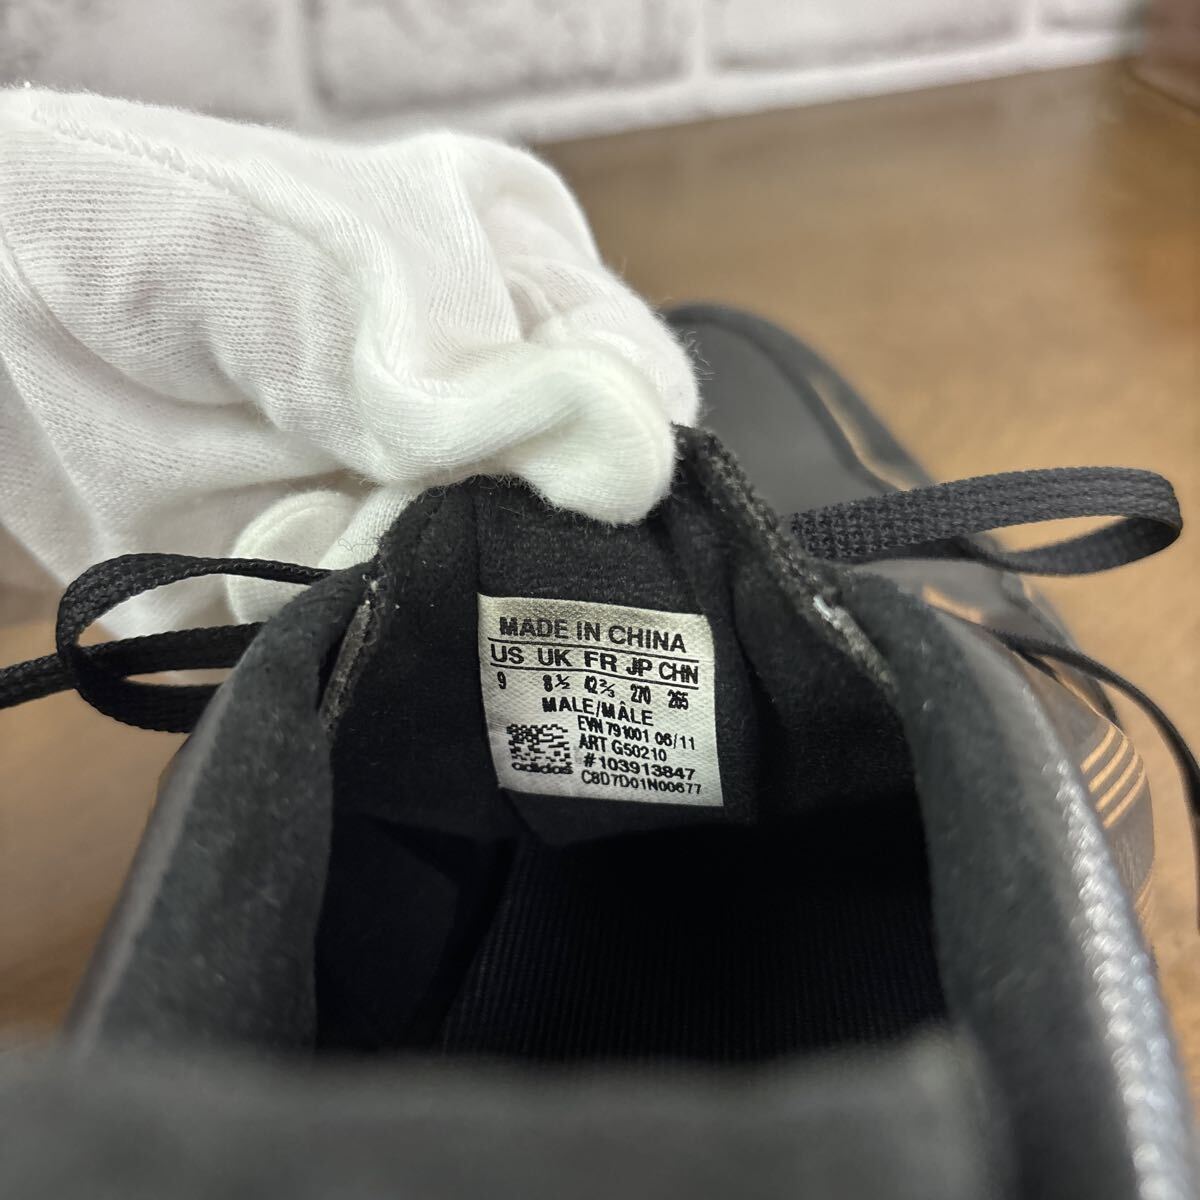 MADE IN CHINA
US UK FR JP CHN
9 8½ 42⅔ 270 265
MALE/MÂLE
EVN 791001 06/11
ART G50210
#103913847
adidas C8D7D01N00677